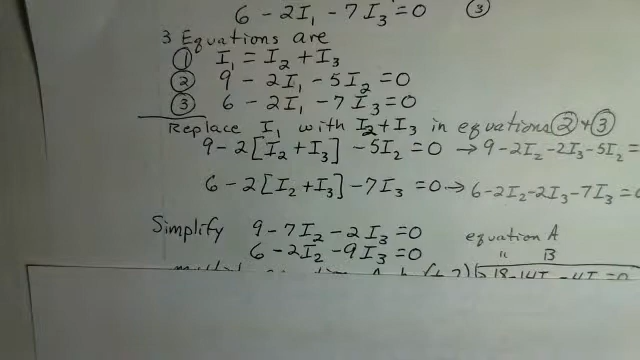 6 - 2I₁ - 7I₃ = 0 ③
3 Equations are
① I₁ = I₂ + I₃
② 9 - 2I₁ - 5I₂ = 0
③ 6 - 2I₁ - 7I₃ = 0
Replace I₁ with I₂+I₃ in equations ② + ③
9 - 2[I₂ + I₃] - 5I₂ = 0 → 9 - 2I₂ - 2I₃ - 5I₂ =
6 - 2[I₂ + I₃] - 7I₃ = 0 → 6 - 2I₂ - 2I₃ - 7I₃ = 0
Simplify 9 - 7I₂ - 2I₃ = 0 equation A
6 - 2I₂ - 9I₃ = 0 " B